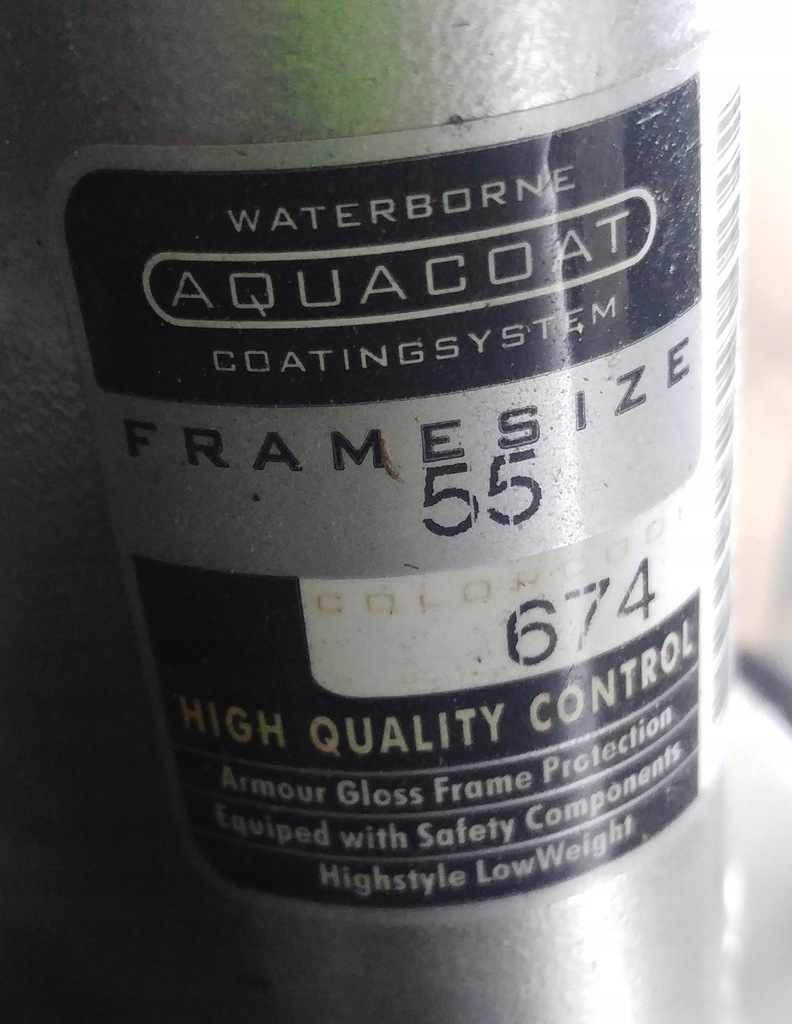 WATERBORNE
AQUACOAT
COATINGSYSTEM
FRAMESIZE
55
COLORCODE
674
HIGH QUALITY CONTROL
Armour Gloss Frame Protection
Equiped with Safety Components
Highstyle LowWeight